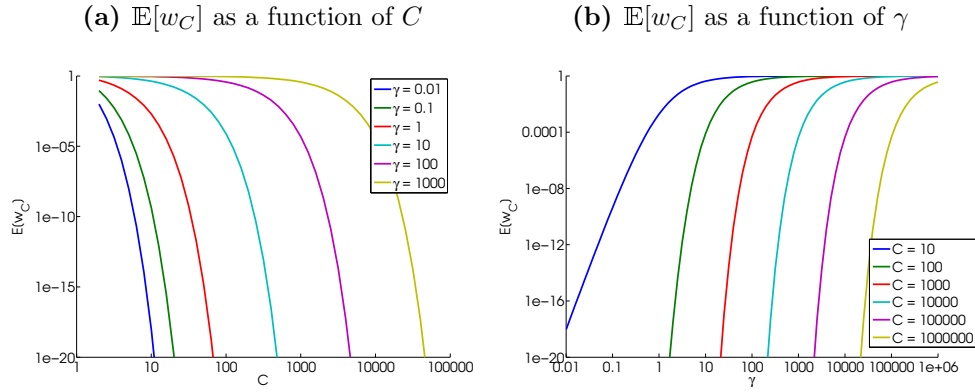 (a) 𝔼[w_C] as a function of C
(b) 𝔼[w_C] as a function of γ
1
1e−05
1e−10
1e−15
1e−20
E(w_C)
1
10
100
1000
10000
100000
C
γ = 0.01
γ = 0.1
γ = 1
γ = 10
γ = 100
γ = 1000
1
0.0001
1e−08
1e−12
1e−16
1e−20
E(w_C)
0.01
0.1
1
10
100
1000
10000
100000
1e+06
γ
C = 10
C = 100
C = 1000
C = 10000
C = 100000
C = 1000000